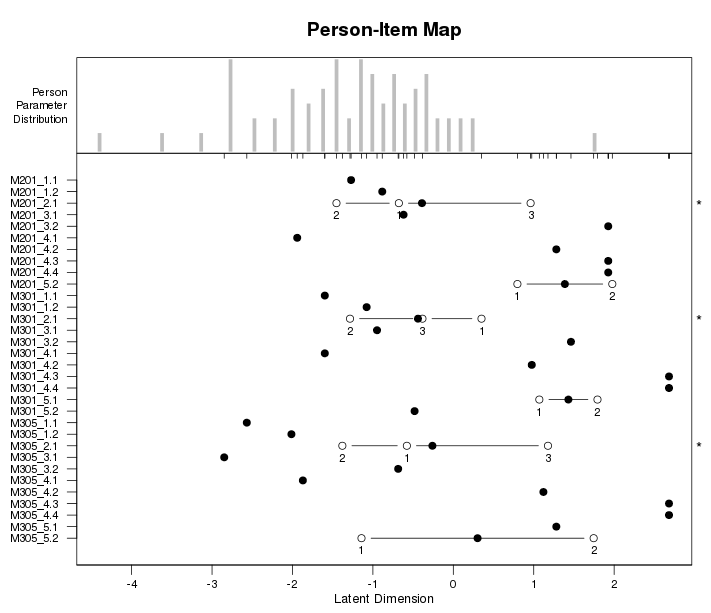 Person-Item Map
Person
Parameter
Distribution
M201_1.1
M201_1.2
M201_2.1 *
2 1 3
M201_3.1
M201_3.2
M201_4.1
M201_4.2
M201_4.3
M201_4.4
M201_5.2
1 2
M301_1.1
M301_1.2
M301_2.1 *
2 3 1
M301_3.1
M301_3.2
M301_4.1
M301_4.2
M301_4.3
M301_4.4
M301_5.1
1 2
M301_5.2
M305_1.1
M305_1.2
M305_2.1 *
2 1 3
M305_3.1
M305_3.2
M305_4.1
M305_4.2
M305_4.3
M305_4.4
M305_5.1
M305_5.2
1 2
-4 -3 -2 -1 0 1 2
Latent Dimension